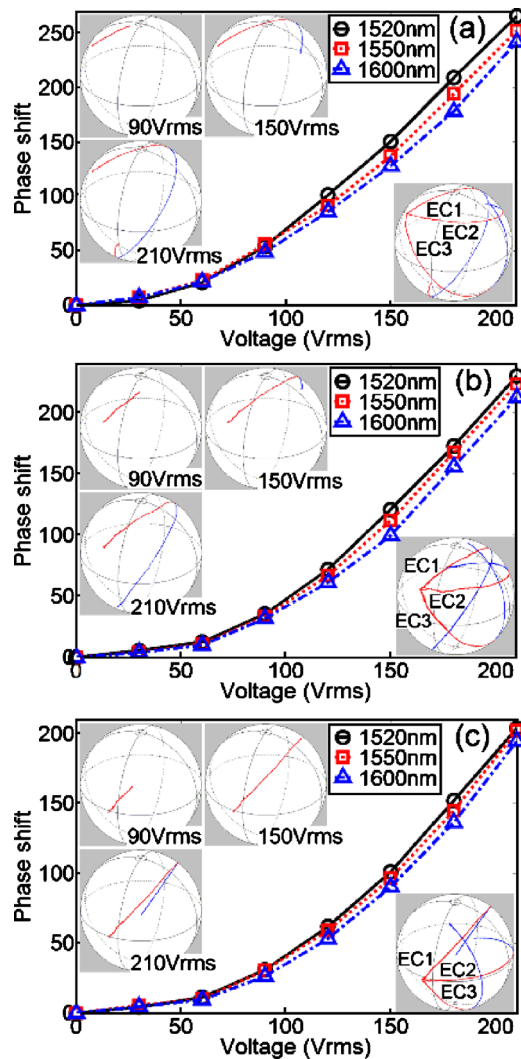 (a)
1520nm
1550nm
1600nm
90Vrms
150Vrms
210Vrms
EC1
EC2
EC3
Phase shift
250
200
150
100
50
0
0
50
100
150
200
Voltage (Vrms)
(b)
1520nm
1550nm
1600nm
90Vrms
150Vrms
210Vrms
EC1
EC2
EC3
Phase shift
200
150
100
50
0
0
50
100
150
200
Voltage (Vrms)
(c)
1520nm
1550nm
1600nm
90Vrms
150Vrms
210Vrms
EC1
EC2
EC3
Phase shift
200
150
100
50
0
0
50
100
150
200
Voltage (Vrms)